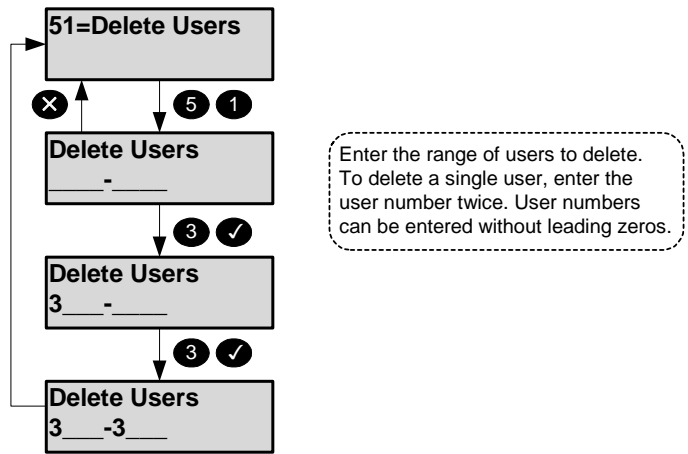 51=Delete Users
✕
5 1
Delete Users
____-____
Enter the range of users to delete.
To delete a single user, enter the
user number twice. User numbers
can be entered without leading zeros.
3 ✓
Delete Users
3___-____
3 ✓
Delete Users
3___-3___